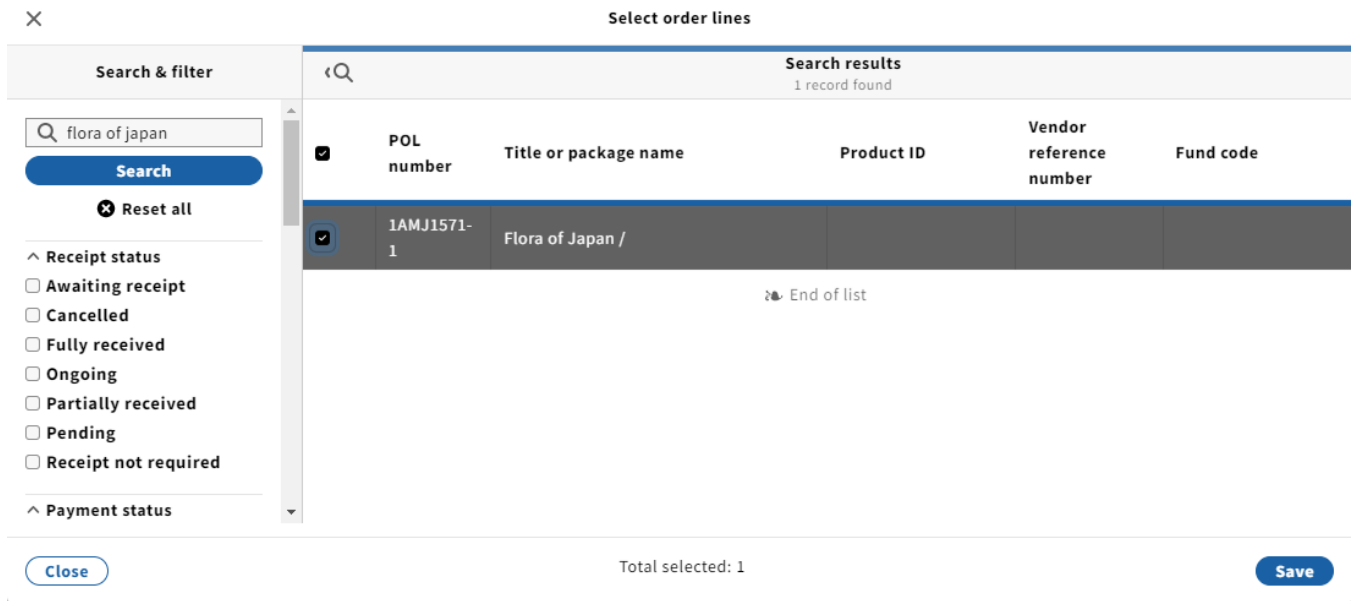 Select order lines
Search & filter
Search results
1 record found
flora of japan
Search
Reset all
Receipt status
Awaiting receipt
Cancelled
Fully received
Ongoing
Partially received
Pending
Receipt not required
Payment status
POL
number
Title or package name
Product ID
Vendor
reference
number
Fund code
1AMJ1571-
1
Flora of Japan /
End of list
Close
Total selected: 1
Save